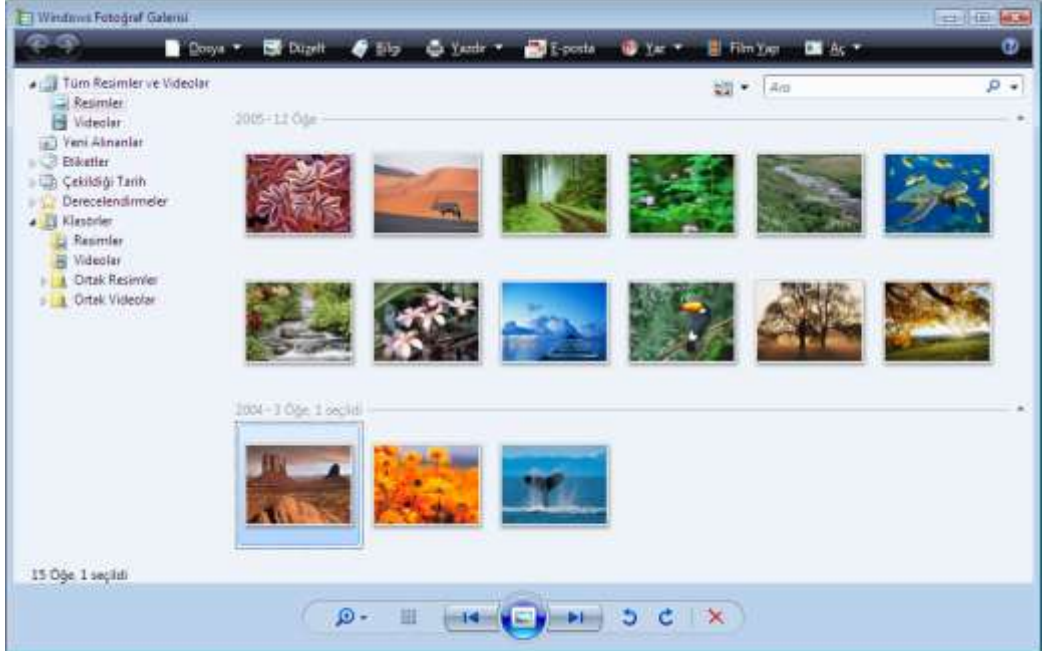 Windows Fotoğraf Galerisi
Dosya Düzelt Bilgi Yazdır E-posta Yaz Film Yap Aç
Tüm Resimler ve Videolar
Resimler
Videolar
Yeni Alınanlar
Etiketler
Çekildiği Tarih
Derecelendirmeler
Klasörler
Resimler
Videolar
Ortak Resimler
Ortak Videolar
Ara
2005 - 12 Öğe
2004 - 3 Öğe, 1 seçildi
15 Öğe, 1 seçildi